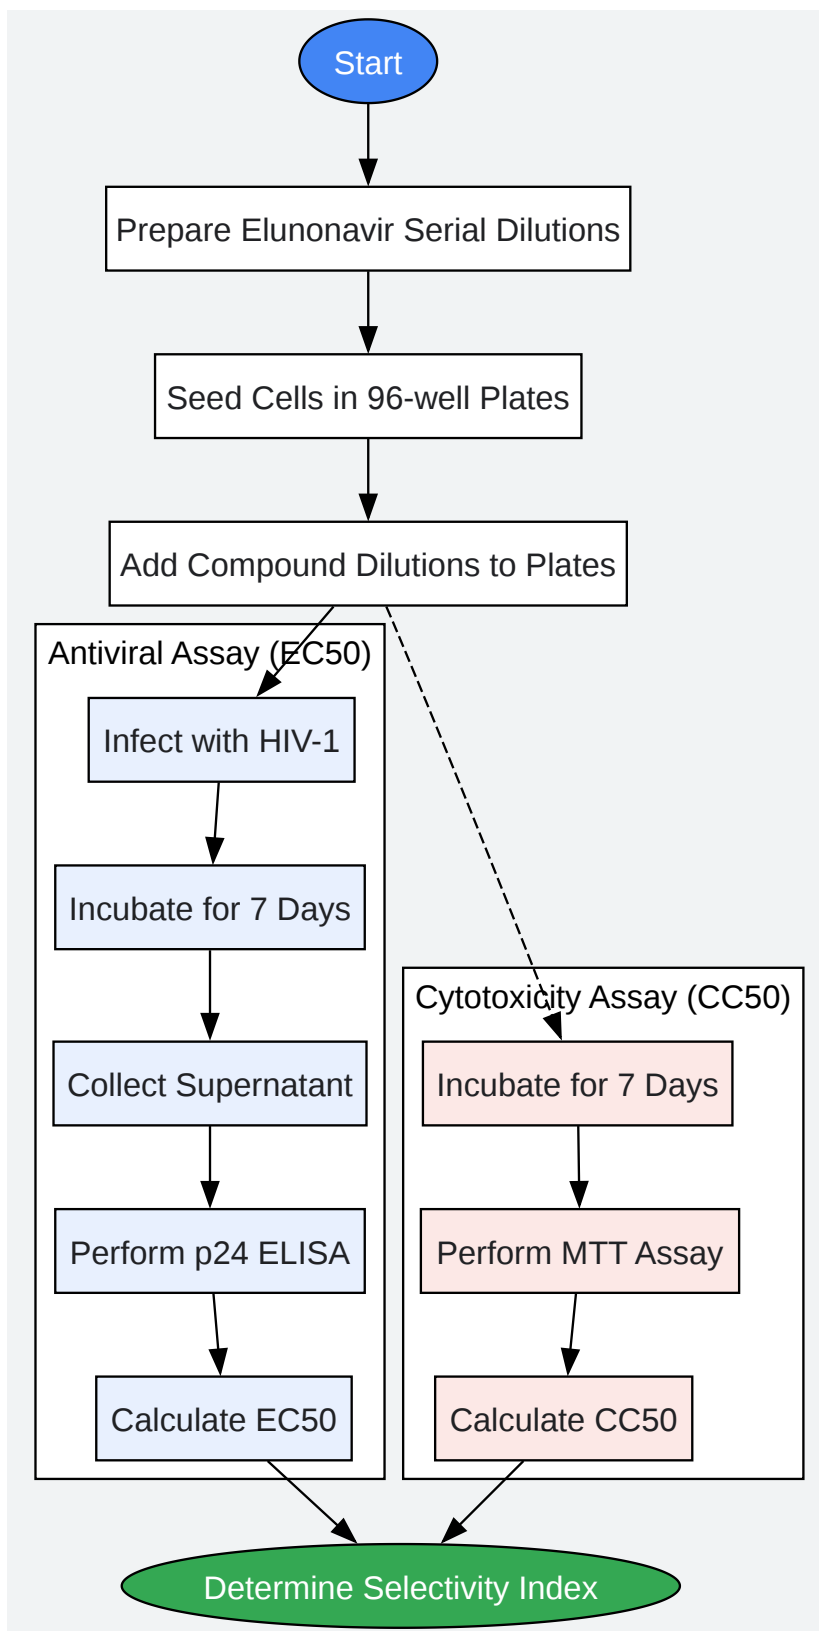 Start
Prepare Elunonavir Serial Dilutions
Seed Cells in 96-well Plates
Add Compound Dilutions to Plates
Antiviral Assay (EC50)
Infect with HIV-1
Incubate for 7 Days
Collect Supernatant
Perform p24 ELISA
Calculate EC50
Cytotoxicity Assay (CC50)
Incubate for 7 Days
Perform MTT Assay
Calculate CC50
Determine Selectivity Index